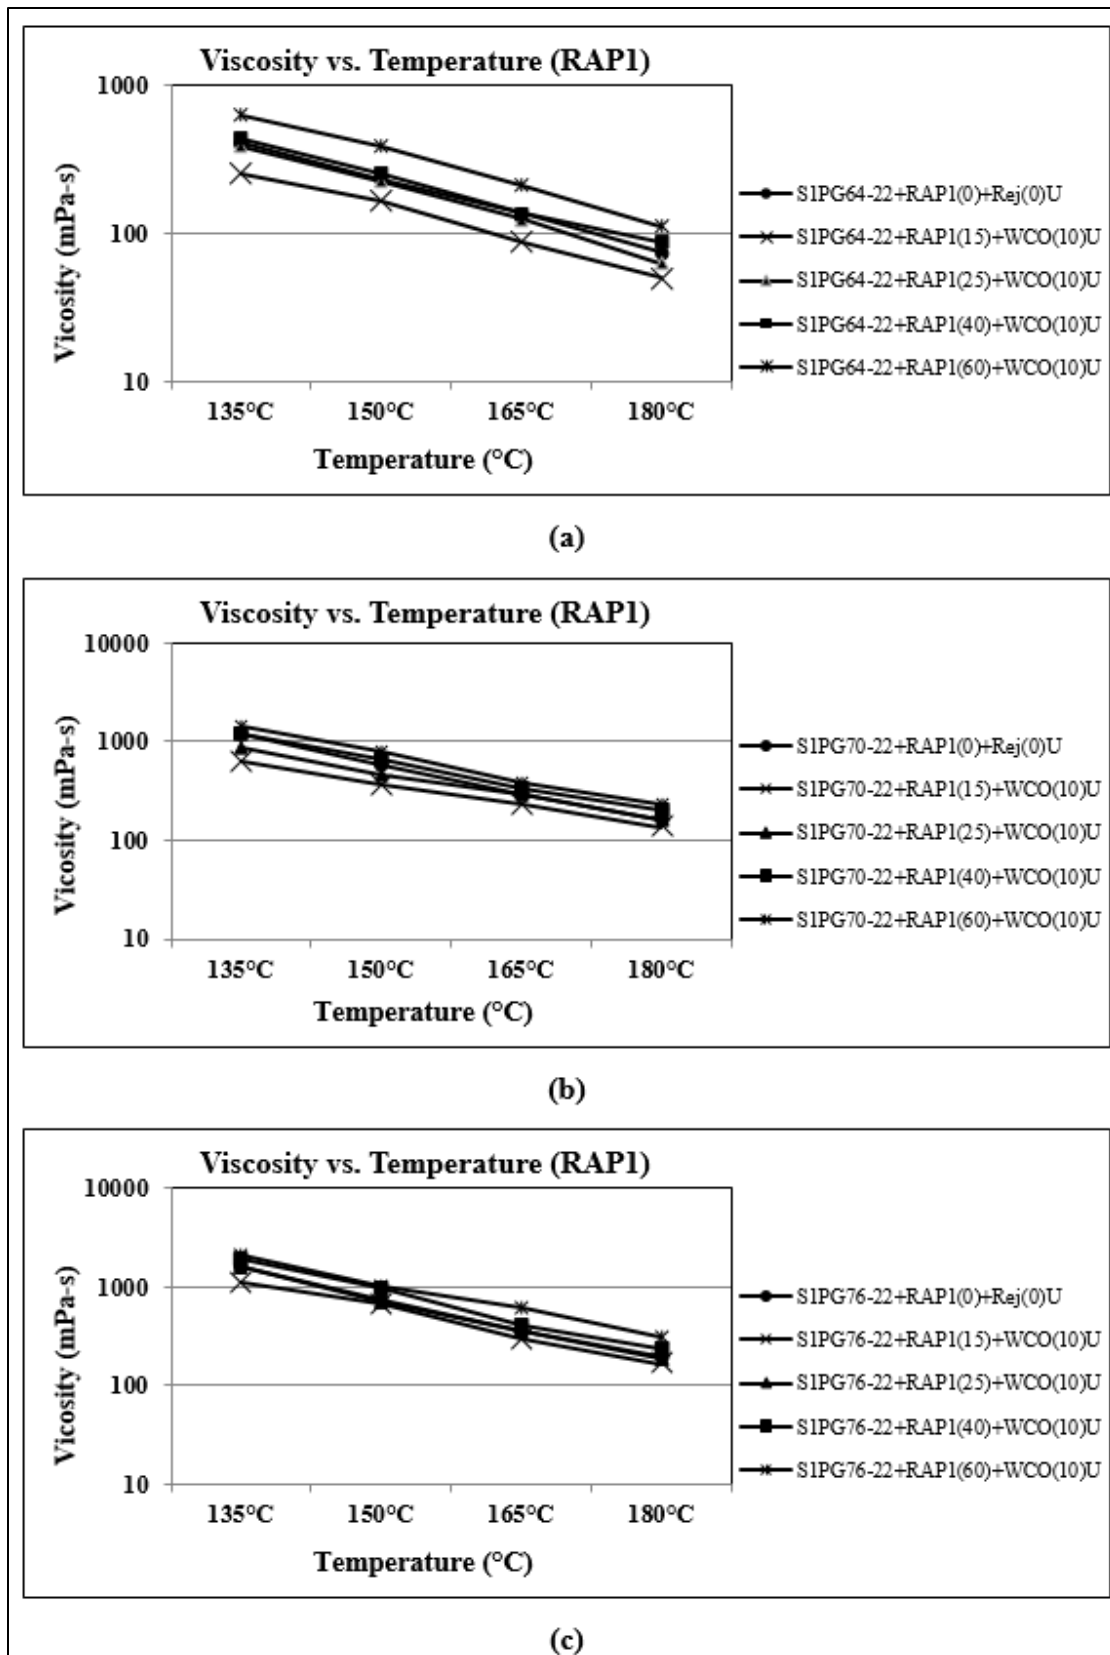 Viscosity vs. Temperature (RAP1)
1000
100
10
Vicosity (mPa-s)
135°C 150°C 165°C 180°C
Temperature (°C)
S1PG64-22+RAP1(0)+Rej(0)U
S1PG64-22+RAP1(15)+WCO(10)U
S1PG64-22+RAP1(25)+WCO(10)U
S1PG64-22+RAP1(40)+WCO(10)U
S1PG64-22+RAP1(60)+WCO(10)U
(a)
Viscosity vs. Temperature (RAP1)
10000
1000
100
10
Vicosity (mPa-s)
135°C 150°C 165°C 180°C
Temperature (°C)
S1PG70-22+RAP1(0)+Rej(0)U
S1PG70-22+RAP1(15)+WCO(10)U
S1PG70-22+RAP1(25)+WCO(10)U
S1PG70-22+RAP1(40)+WCO(10)U
S1PG70-22+RAP1(60)+WCO(10)U
(b)
Viscosity vs. Temperature (RAP1)
10000
1000
100
10
Vicosity (mPa-s)
135°C 150°C 165°C 180°C
Temperature (°C)
S1PG76-22+RAP1(0)+Rej(0)U
S1PG76-22+RAP1(15)+WCO(10)U
S1PG76-22+RAP1(25)+WCO(10)U
S1PG76-22+RAP1(40)+WCO(10)U
S1PG76-22+RAP1(60)+WCO(10)U
(c)